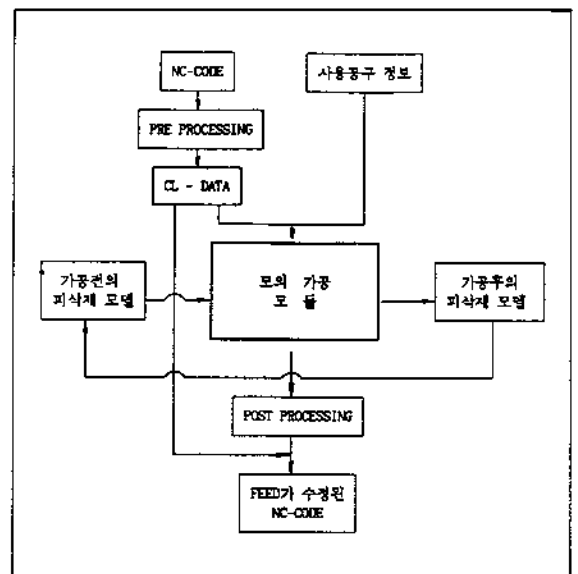 NC-CODE
사용공구 정보
PRE PROCESSING
CL - DATA
가공전의
피삭재 모델
모의 가공
모 듈
가공후의
피삭재 모델
POST PROCESSING
FEED가 수정된
NC-CODE